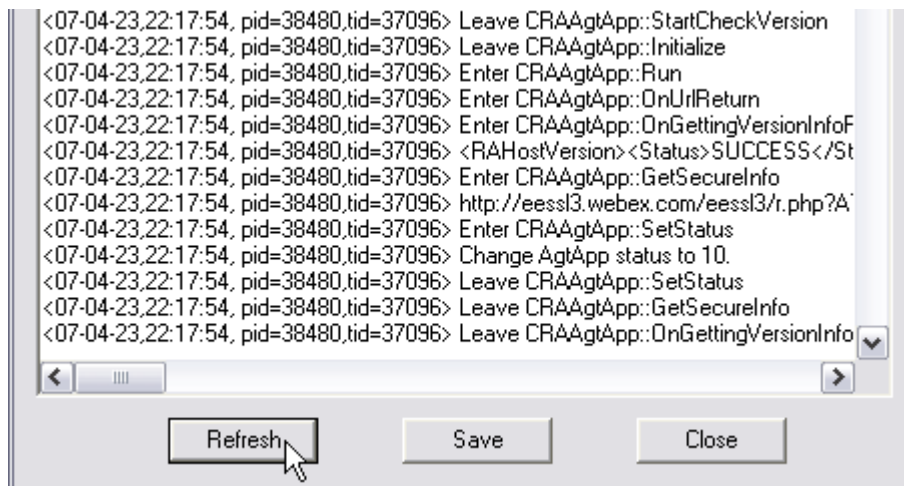 <07-04-23,22:17:54, pid=38480,tid=37096> Leave CRAAgtApp::StartCheckVersion
<07-04-23,22:17:54, pid=38480,tid=37096> Leave CRAAgtApp::Initialize
<07-04-23,22:17:54, pid=38480,tid=37096> Enter CRAAgtApp::Run
<07-04-23,22:17:54, pid=38480,tid=37096> Enter CRAAgtApp::OnUrlReturn
<07-04-23,22:17:54, pid=38480,tid=37096> Enter CRAAgtApp::OnGettingVersionInfoF
<07-04-23,22:17:54, pid=38480,tid=37096> <RAHostVersion><Status>SUCCESS</St
<07-04-23,22:17:54, pid=38480,tid=37096> Enter CRAAgtApp::GetSecureInfo
<07-04-23,22:17:54, pid=38480,tid=37096> http://eessl3.webex.com/eessl3/r.php?A
<07-04-23,22:17:54, pid=38480,tid=37096> Enter CRAAgtApp::SetStatus
<07-04-23,22:17:54, pid=38480,tid=37096> Change AgtApp status to 10.
<07-04-23,22:17:54, pid=38480,tid=37096> Leave CRAAgtApp::SetStatus
<07-04-23,22:17:54, pid=38480,tid=37096> Leave CRAAgtApp::GetSecureInfo
<07-04-23,22:17:54, pid=38480,tid=37096> Leave CRAAgtApp::OnGettingVersionInfo
Refresh Save Close